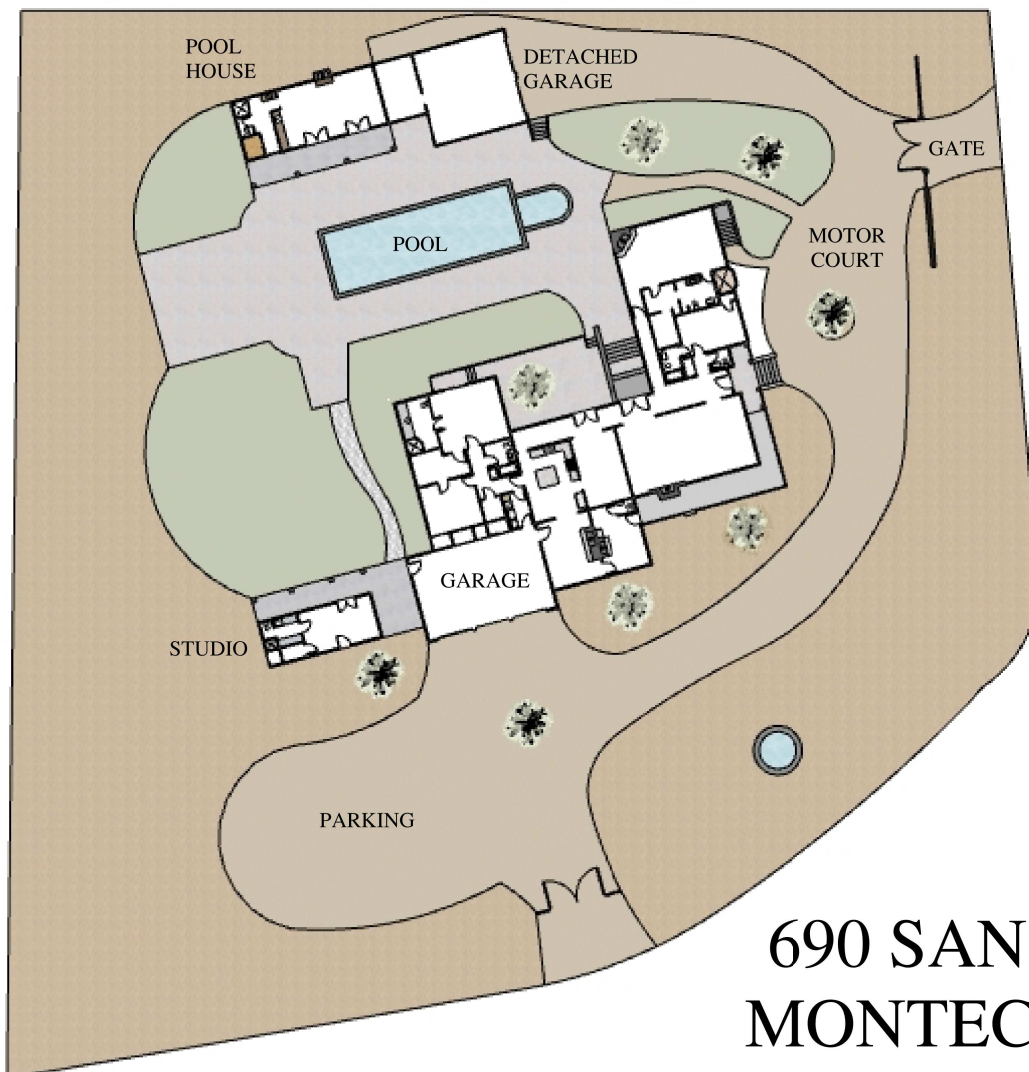 POOL
HOUSE
DETACHED
GARAGE
GATE
POOL
MOTOR
COURT
GARAGE
STUDIO
PARKING
690 SAN
MONTEC